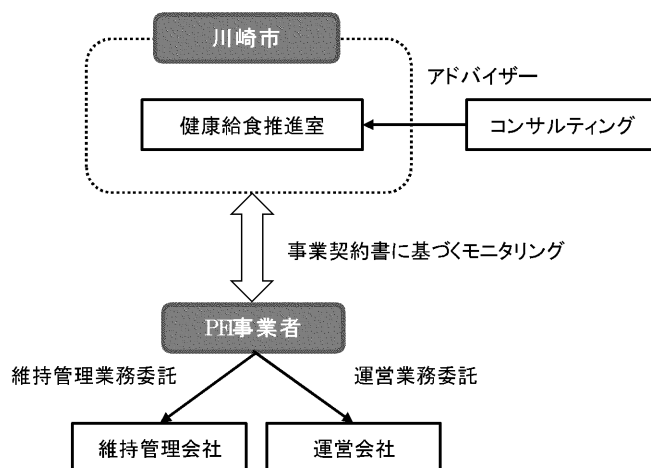 川崎市
アドバイザー
健康給食推進室
コンサルティング
事業契約書に基づくモニタリング
PFI事業者
維持管理業務委託
運営業務委託
維持管理会社
運営会社